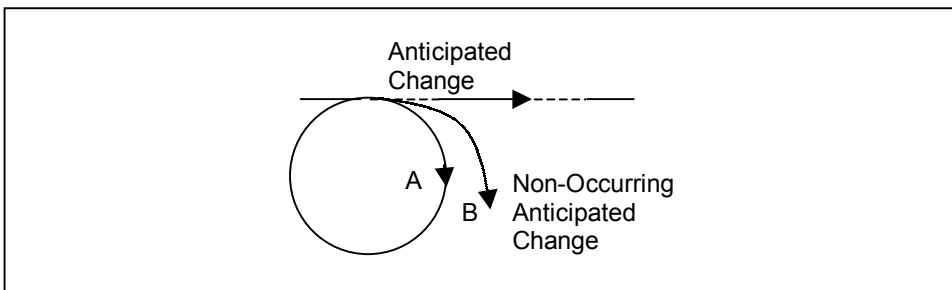 Anticipated
Change
A
B
Non-Occurring
Anticipated
Change